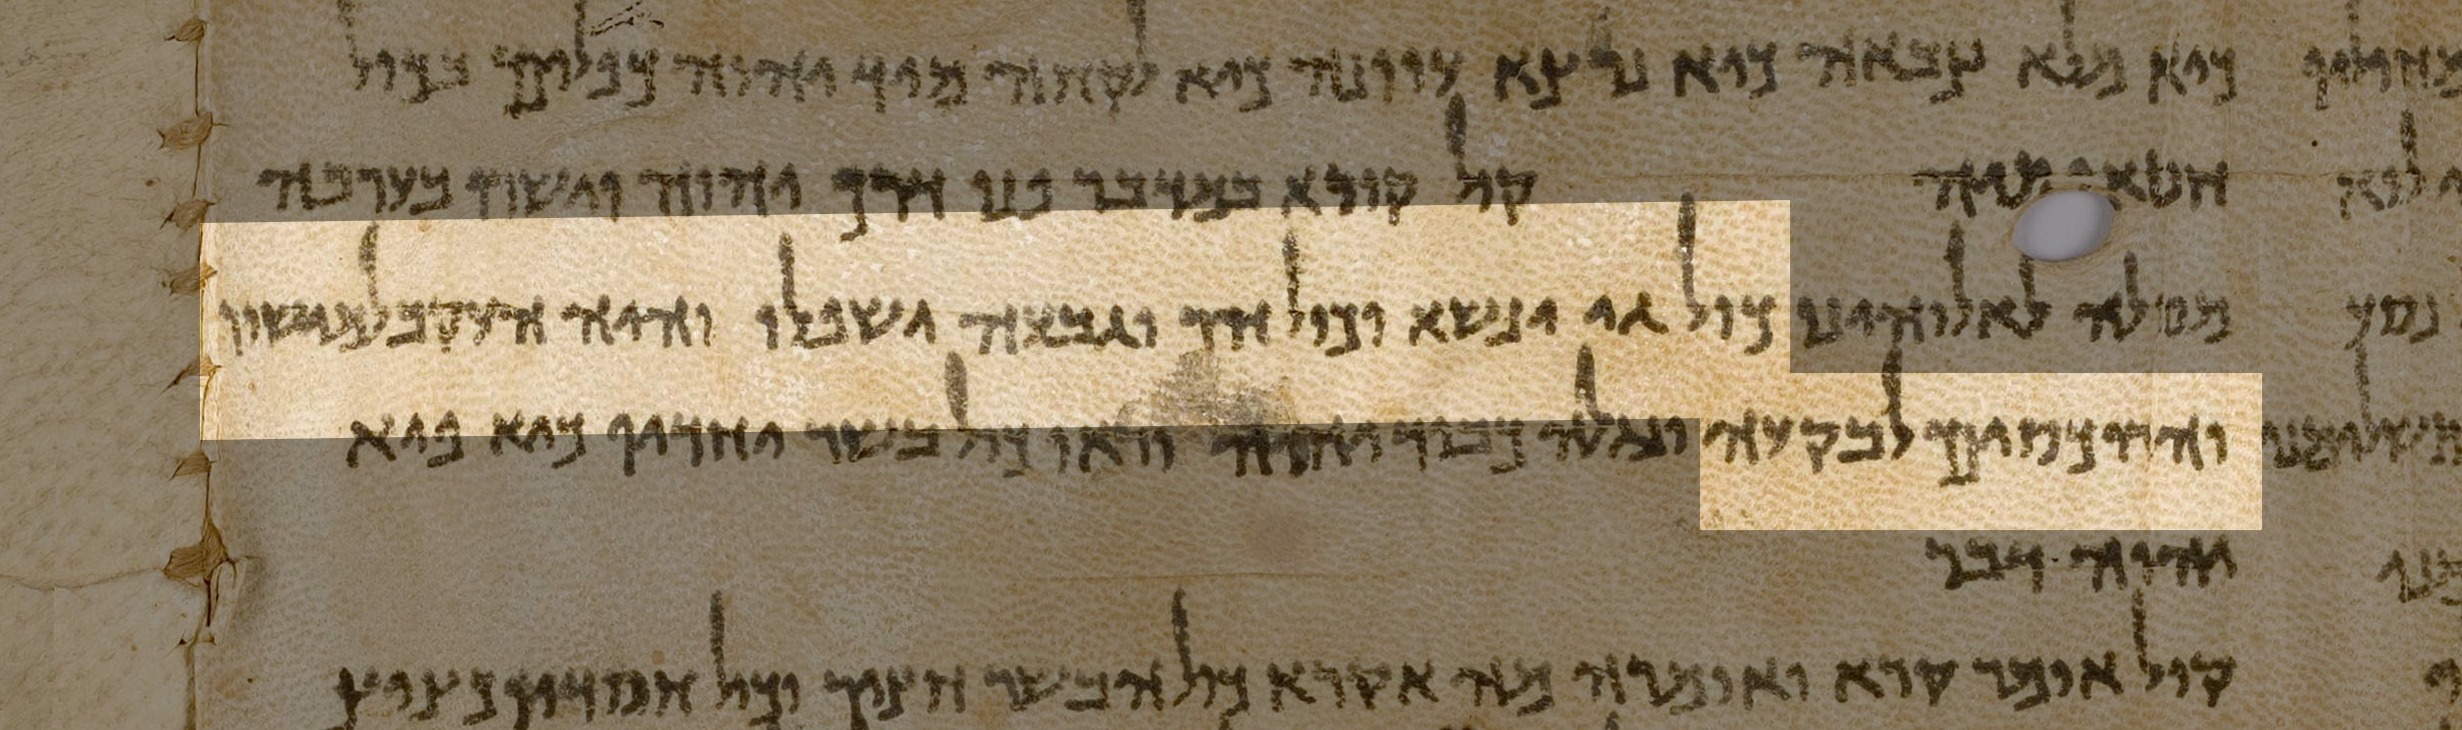 כיא מלא צבאה כיא נרצא עוונה כיא לקחה מיד יהוה כפלים בכול
חטאותיה קול קורא במדבר פנו דרך יהוה וישרו בערבה
מסלה לאלוהינו כול גי ינשא וכול הר וגבעה ישפלו והיה העקב למישור
והרכסים לבקעה ונגלה כבוד יהוה וראו כול בשר יחדיו כיא פיא
יהוה דבר
קול אומר קרא ואומרה מה אקרא כול הבשר חציר וכול חסדיו כציץ